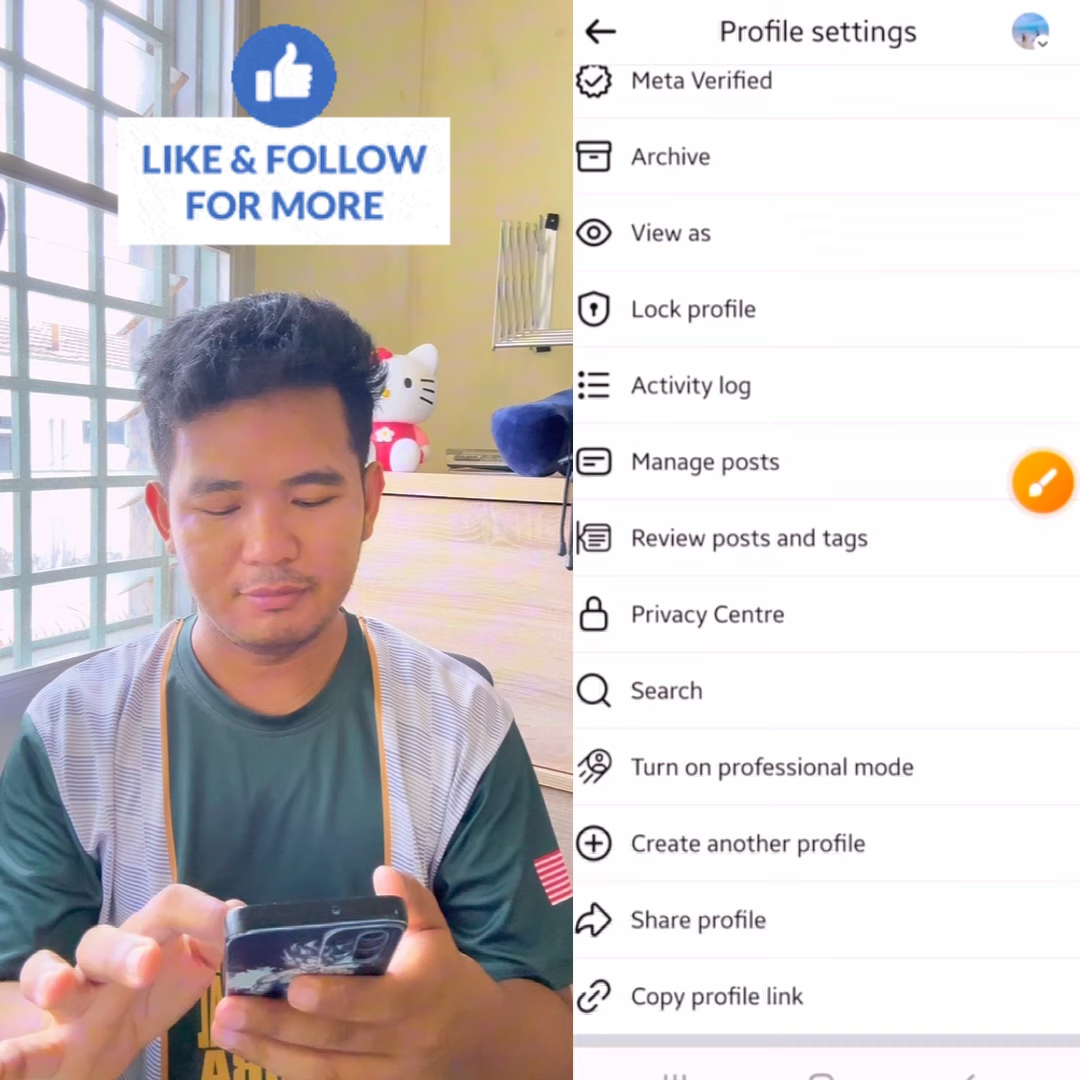 LIKE & FOLLOW
FOR MORE
Profile settings
Meta Verified
Archive
View as
Lock profile
Activity log
Manage posts
Review posts and tags
Privacy Centre
Search
Turn on professional mode
Create another profile
Share profile
Copy profile link